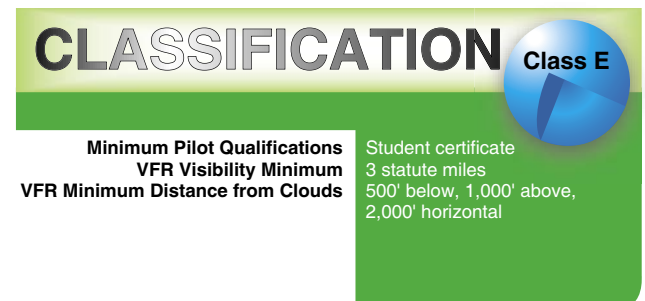 CLASSIFICATION
Class E
Minimum Pilot Qualifications Student certificate
VFR Visibility Minimum 3 statute miles
VFR Minimum Distance from Clouds 500' below, 1,000' above,
2,000' horizontal